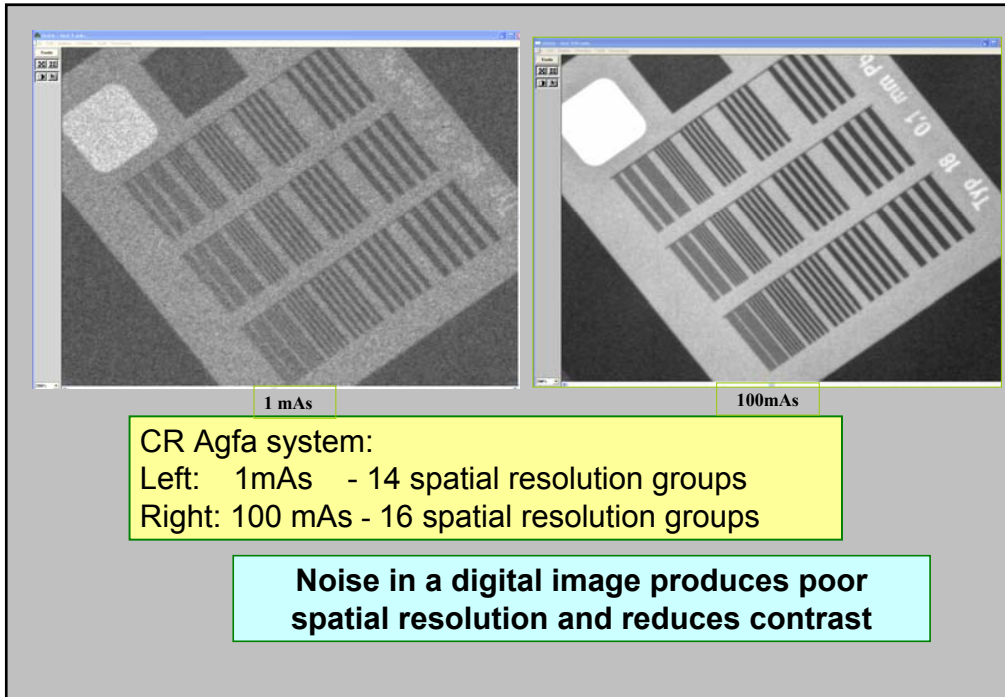 Typ 18 0,1 mm Pb
1 mAs
100mAs
CR Agfa system:
Left: 1mAs - 14 spatial resolution groups
Right: 100 mAs - 16 spatial resolution groups
Noise in a digital image produces poor
spatial resolution and reduces contrast